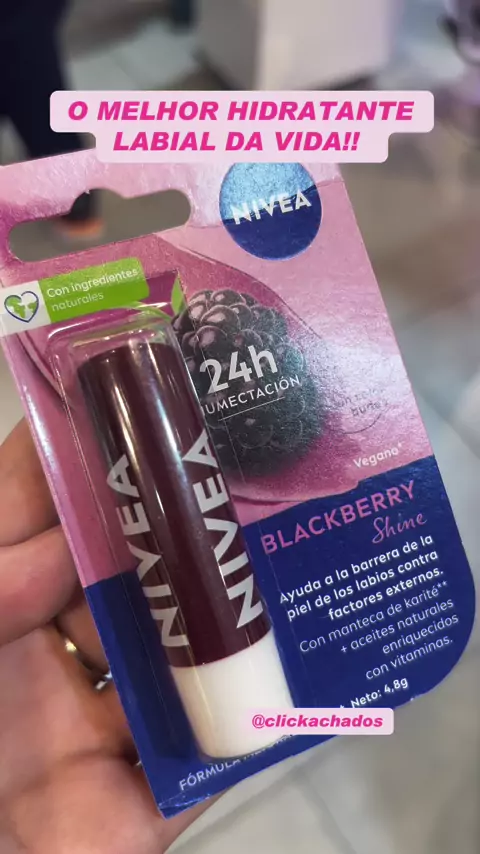 O MELHOR HIDRATANTE
LABIAL DA VIDA!!
NIVEA
Con ingredientes
naturales
24h
HUMECTACIÓN
Vegano*
BLACKBERRY
Shine
Ayuda a la barrera de la
piel de los labios contra
factores externos.
Con manteca de karité**
+ aceites naturales
enriquecidos
con vitaminas.
Neto: 4,8g
NIVEA
NIVEA
@clickachados
FÓRMULA